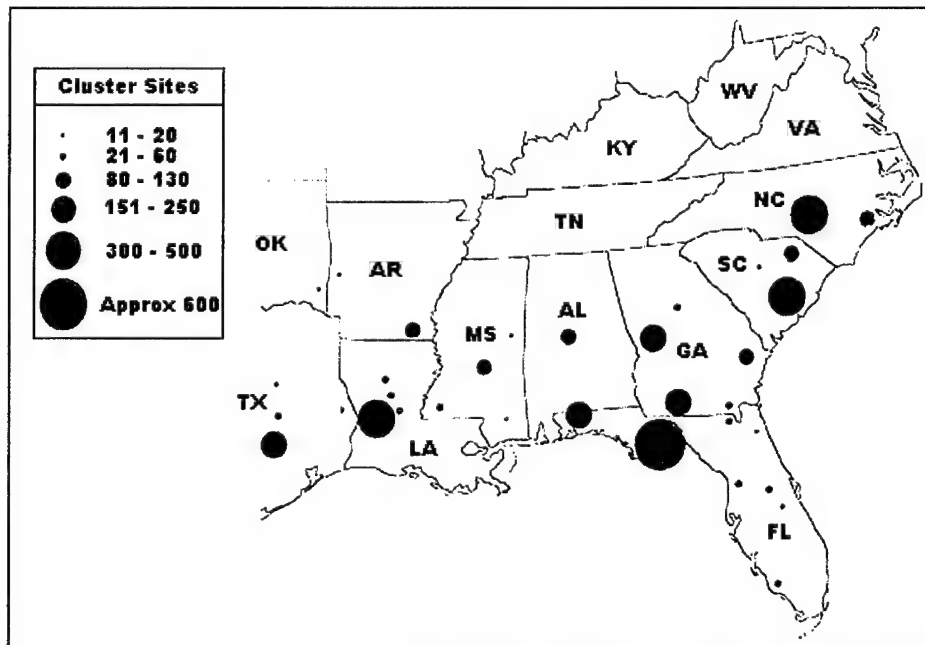 Cluster Sites
11 - 20
21 - 60
80 - 130
151 - 250
300 - 500
Approx 600
WV
VA
KY
NC
TN
OK
AR
SC
MS
AL
GA
TX
LA
FL